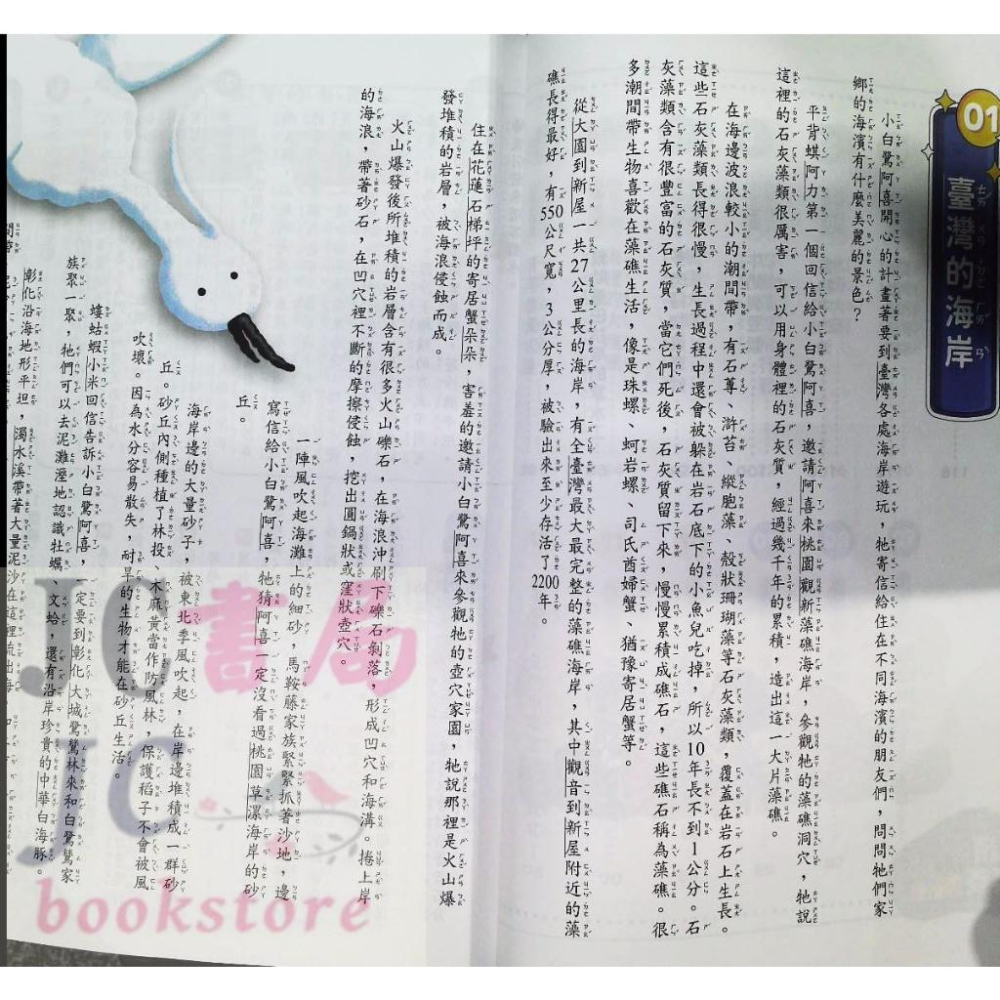 01
臺灣的海岸
小白鷺阿喜開心的計畫著要到臺灣各處海岸遊玩，牠寄信給住在不同海濱的朋友們，問問牠們家
鄉的海濱有什麼美麗的景色？
平背蜞阿力第一個回信給小白鷺阿喜，邀請阿喜來桃園觀新藻礁海岸，參觀牠的藻礁洞穴，牠說
這裡的石灰藻類很厲害，可以用身體裡的石灰質，經過幾千年的累積，造出這一大片藻礁。
在海邊波浪較小的潮間帶，有石蓴、滸苔、縱胞藻、殼狀珊瑚藻等石灰藻類，覆蓋在岩石上生長。
這些石灰藻類長得很慢，生長過程中還會被躲在岩石底下的小魚兒吃掉，所以10年長不到1公分。石
灰藻類含有很豐富的石灰質，當它們死後，石灰質留下來，慢慢累積成礁石，這些礁石稱為藻礁。很
多潮間帶生物喜歡在藻礁生活，像是珠螺、蚵岩螺、司氏酋婦蟹、猶豫寄居蟹等。
從大園到新屋一共27公里長的海岸，有全臺灣最大最完整的藻礁海岸，其中觀音到新屋附近的藻
礁長得最好，有550公尺寬，3公分厚，被驗出來至少存活了2200年。
住在花蓮石梯坪的寄居蟹朵朵，害羞的邀請小白鷺阿喜來參觀牠的壺穴家園，牠說那裡是火山爆
發堆積的岩層，被海浪侵蝕而成。
火山爆發後所堆積的岩層含有很多火山礫石，在海浪沖刷下礫石剝落，形成凹穴和海溝。捲上岸
的海浪，帶著砂石，在凹穴裡不斷的摩擦侵蝕，挖出圓鍋狀或窪狀壺穴。
一陣風吹起海灘上的細砂，馬鞍藤家族緊緊抓著沙地，邊
寫信給小白鷺阿喜，牠猜阿喜一定沒看過桃園草漯海岸的砂
丘。
海岸邊的大量砂子，被東北季風吹起，在岸邊堆積成一群砂
丘。砂丘內側種植了林投、木麻黃當作防風林，保護稻子不會被風
吹壞。因為水分容易散失，耐旱的生物才能在砂丘生活。
螻蛄蝦小米回信告訴小白鷺阿喜，一定要到彰化大城鷺鷥林來和白鷺鷥家
族聚一聚，牠們可以去泥灘溼地認識牡蠣、文蛤，還有沿岸珍貴的中華白海豚。
彰化沿海地形平坦，濁水溪帶著大量泥沙在這裡流出海
JC書局
JC
bookstore